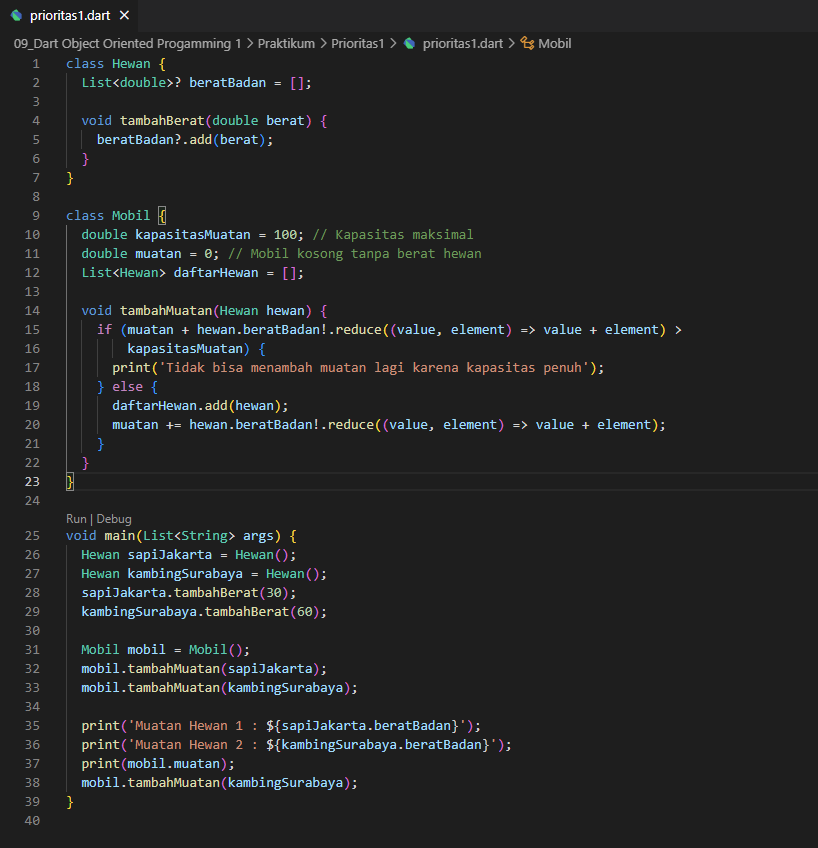 prioritas1.dart
09_Dart Object Oriented Progamming 1 > Praktikum > Prioritas1 > prioritas1.dart > Mobil
1 class Hewan {
2   List<double>? beratBadan = [];
3
4   void tambahBerat(double berat) {
5     beratBadan?.add(berat);
6   }
7 }
8
9 class Mobil {
10   double kapasitasMuatan = 100; // Kapasitas maksimal
11   double muatan = 0; // Mobil kosong tanpa berat hewan
12   List<Hewan> daftarHewan = [];
13
14   void tambahMuatan(Hewan hewan) {
15     if (muatan + hewan.beratBadan!.reduce((value, element) => value + element) >
16         kapasitasMuatan) {
17       print('Tidak bisa menambah muatan lagi karena kapasitas penuh');
18     } else {
19       daftarHewan.add(hewan);
20       muatan += hewan.beratBadan!.reduce((value, element) => value + element);
21     }
22   }
23 }
24
Run | Debug
25 void main(List<String> args) {
26   Hewan sapiJakarta = Hewan();
27   Hewan kambingSurabaya = Hewan();
28   sapiJakarta.tambahBerat(30);
29   kambingSurabaya.tambahBerat(60);
30
31   Mobil mobil = Mobil();
32   mobil.tambahMuatan(sapiJakarta);
33   mobil.tambahMuatan(kambingSurabaya);
34
35   print('Muatan Hewan 1 : ${sapiJakarta.beratBadan}');
36   print('Muatan Hewan 2 : ${kambingSurabaya.beratBadan}');
37   print(mobil.muatan);
38   mobil.tambahMuatan(kambingSurabaya);
39 }
40